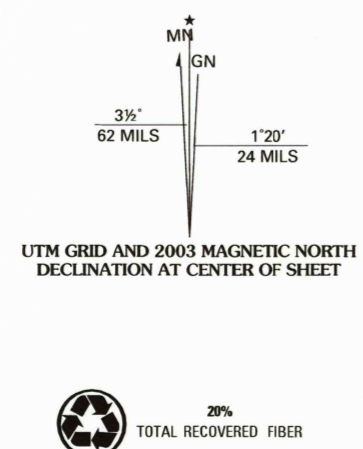 MN
GN
3½° 1°20′
62 MILS 24 MILS
UTM GRID AND 2003 MAGNETIC NORTH
DECLINATION AT CENTER OF SHEET
20%
TOTAL RECOVERED FIBER